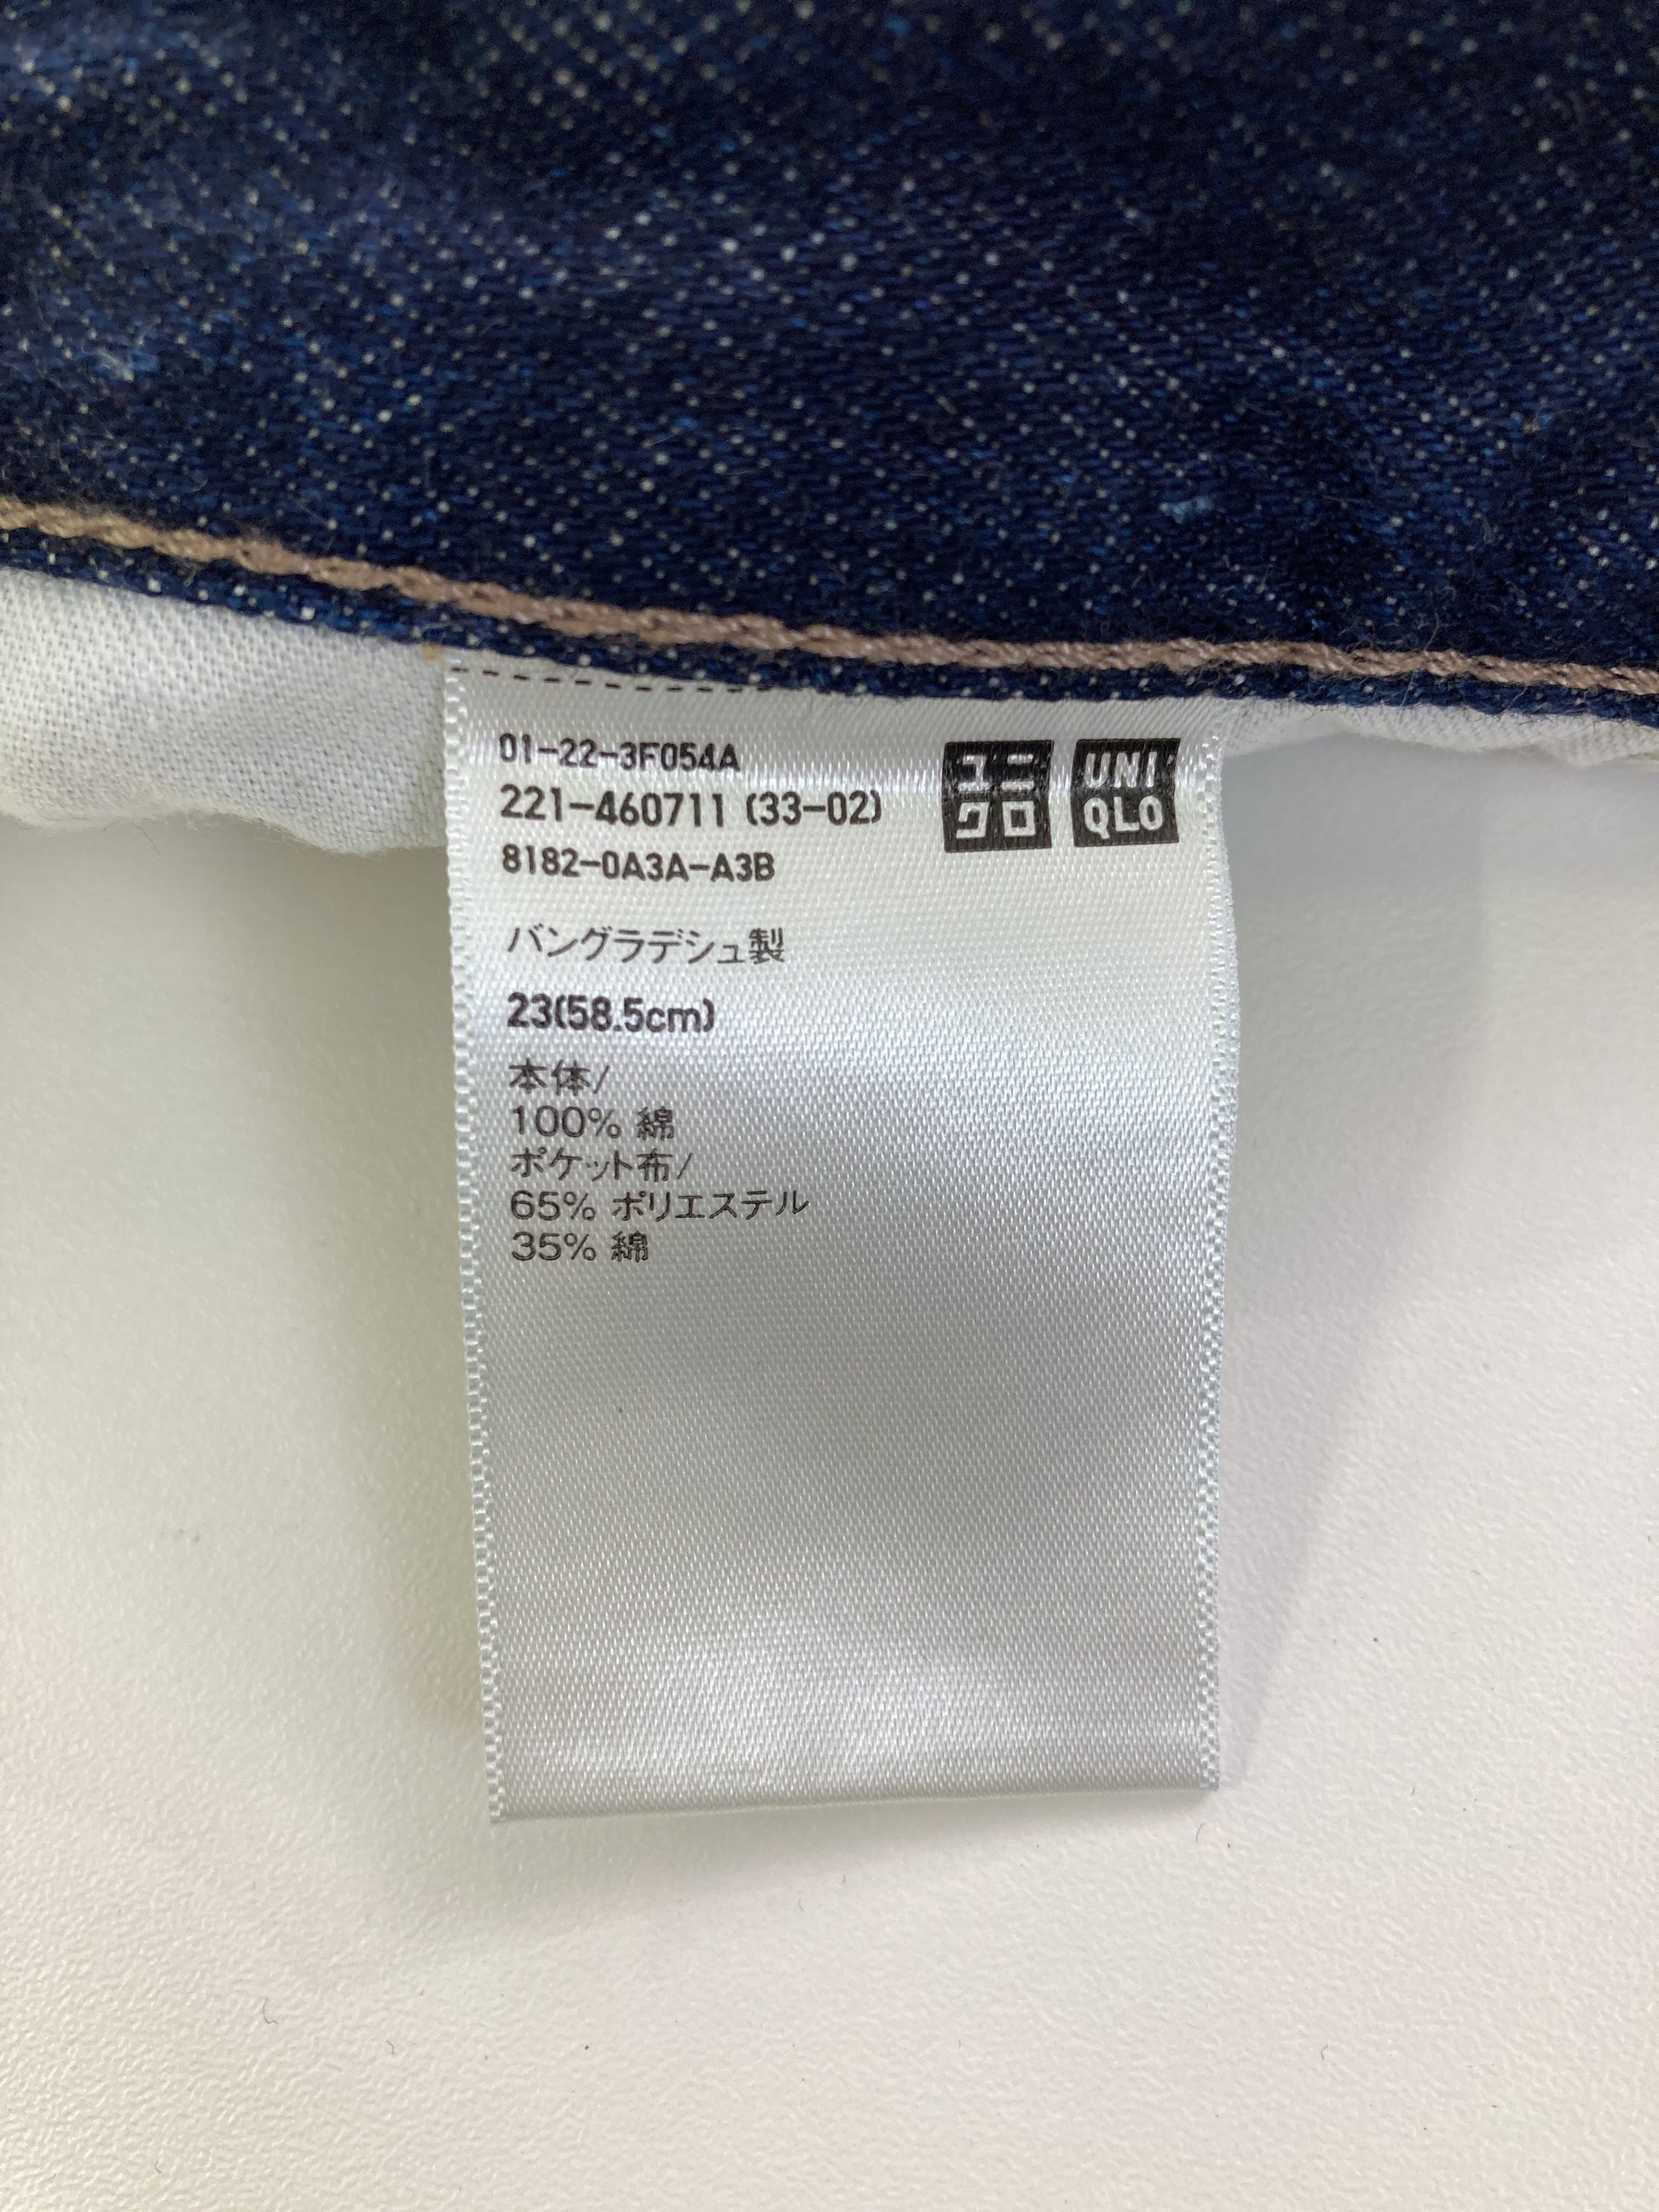 01-22-3F054A
221-460711 (33-02)
8182-0A3A-A3B
ユニ
クロ
UNI
QLO
バングラデシュ製
23(58.5cm)
本体/
100% 綿
ポケット布/
65% ポリエステル
35% 綿